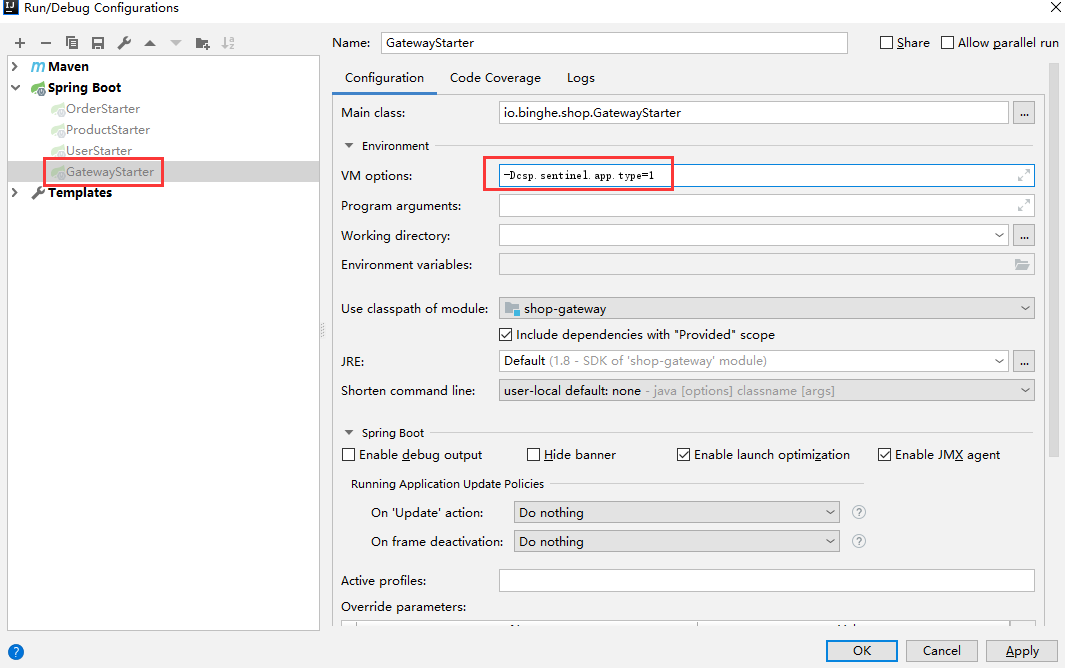 Run/Debug Configurations
Maven
Spring Boot
OrderStarter
ProductStarter
UserStarter
GatewayStarter
Templates
Name: GatewayStarter
Share Allow parallel run
Configuration Code Coverage Logs
Main class: io.binghe.shop.GatewayStarter ...
Environment
VM options: -Dcsp.sentinel.app.type=1
Program arguments:
Working directory: ...
Environment variables:
Use classpath of module: shop-gateway
Include dependencies with "Provided" scope
JRE: Default (1.8 - SDK of 'shop-gateway' module) ...
Shorten command line: user-local default: none - java [options] classname [args]
Spring Boot
Enable debug output Hide banner Enable launch optimization Enable JMX agent
Running Application Update Policies
On 'Update' action: Do nothing ?
On frame deactivation: Do nothing ?
Active profiles:
Override parameters:
? OK Cancel Apply